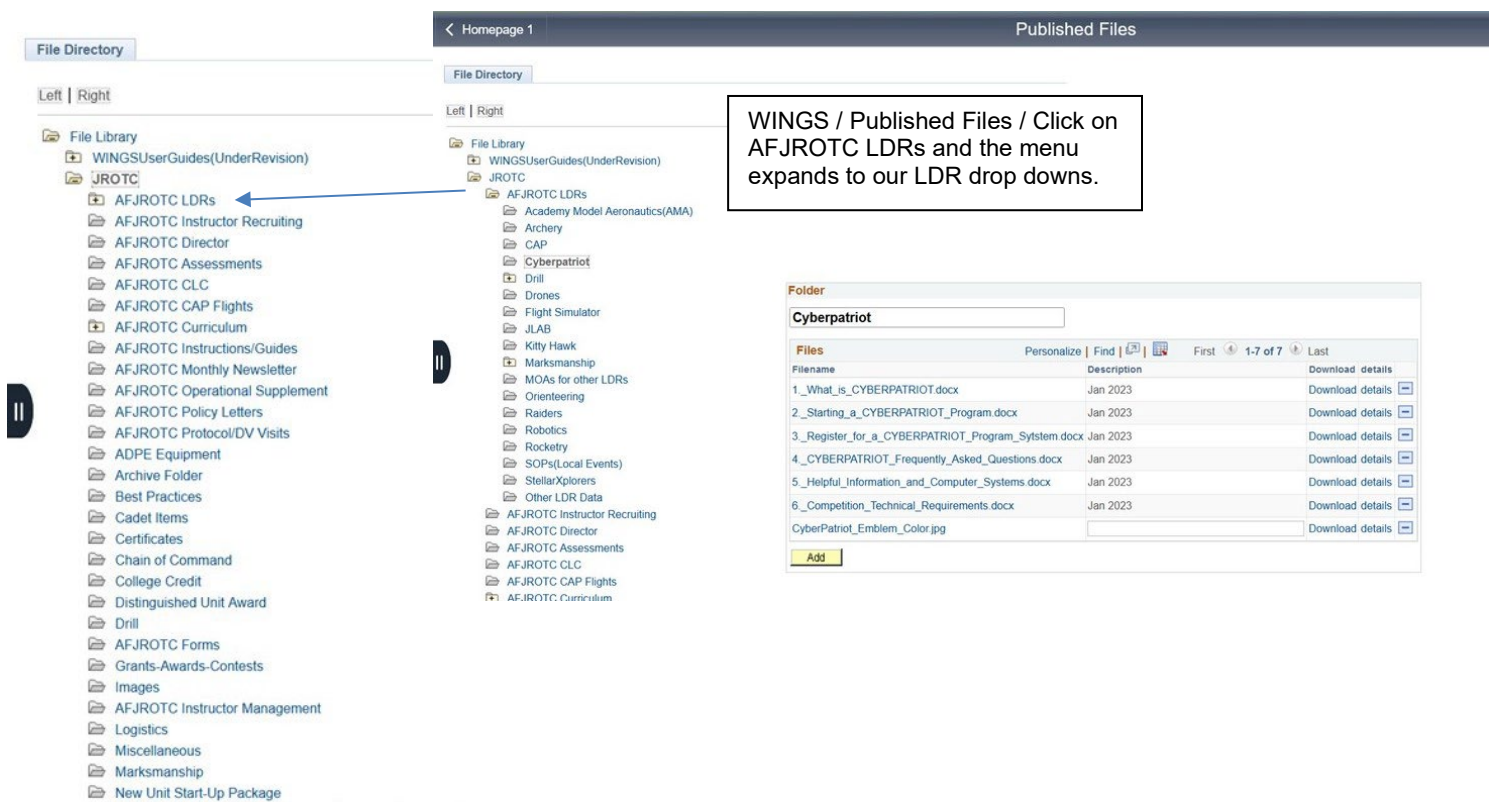 File Directory
Left | Right
File Library
WINGSUserGuides(UnderRevision)
JROTC
AFJROTC LDRs
AFJROTC Instructor Recruiting
AFJROTC Director
AFJROTC Assessments
AFJROTC CLC
AFJROTC CAP Flights
AFJROTC Curriculum
AFJROTC Instructions/Guides
AFJROTC Monthly Newsletter
AFJROTC Operational Supplement
AFJROTC Policy Letters
AFJROTC Protocol/DV Visits
ADPE Equipment
Archive Folder
Best Practices
Cadet Items
Certificates
Chain of Command
College Credit
Distinguished Unit Award
Drill
AFJROTC Forms
Grants-Awards-Contests
Images
AFJROTC Instructor Management
Logistics
Miscellaneous
Marksmanship
New Unit Start-Up Package
Homepage 1
Published Files
File Directory
Left | Right
File Library
WINGSUserGuides(UnderRevision)
JROTC
AFJROTC LDRs
Academy Model Aeronautics(AMA)
Archery
CAP
Cyberpatriot
Drill
Drones
Flight Simulator
JLAB
Kitty Hawk
Marksmanship
MOAs for other LDRs
Orienteering
Raiders
Robotics
Rocketry
SOPs(Local Events)
StellarXplorers
Other LDR Data
AFJROTC Instructor Recruiting
AFJROTC Director
AFJROTC Assessments
AFJROTC CLC
AFJROTC CAP Flights
AFJROTC Curriculum
WINGS / Published Files / Click on
AFJROTC LDRs and the menu
expands to our LDR drop downs.
Folder
Cyberpatriot
Files Personalize | Find | | First 1-7 of 7 Last
Filename Description Download details
1._What_is_CYBERPATRIOT.docx Jan 2023 Download details
2._Starting_a_CYBERPATRIOT_Program.docx Jan 2023 Download details
3._Register_for_a_CYBERPATRIOT_Program_Sytstem.docx Jan 2023 Download details
4._CYBERPATRIOT_Frequently_Asked_Questions.docx Jan 2023 Download details
5._Helpful_Information_and_Computer_Systems.docx Jan 2023 Download details
6._Competition_Technical_Requirements.docx Jan 2023 Download details
CyberPatriot_Emblem_Color.jpg Download details
Add